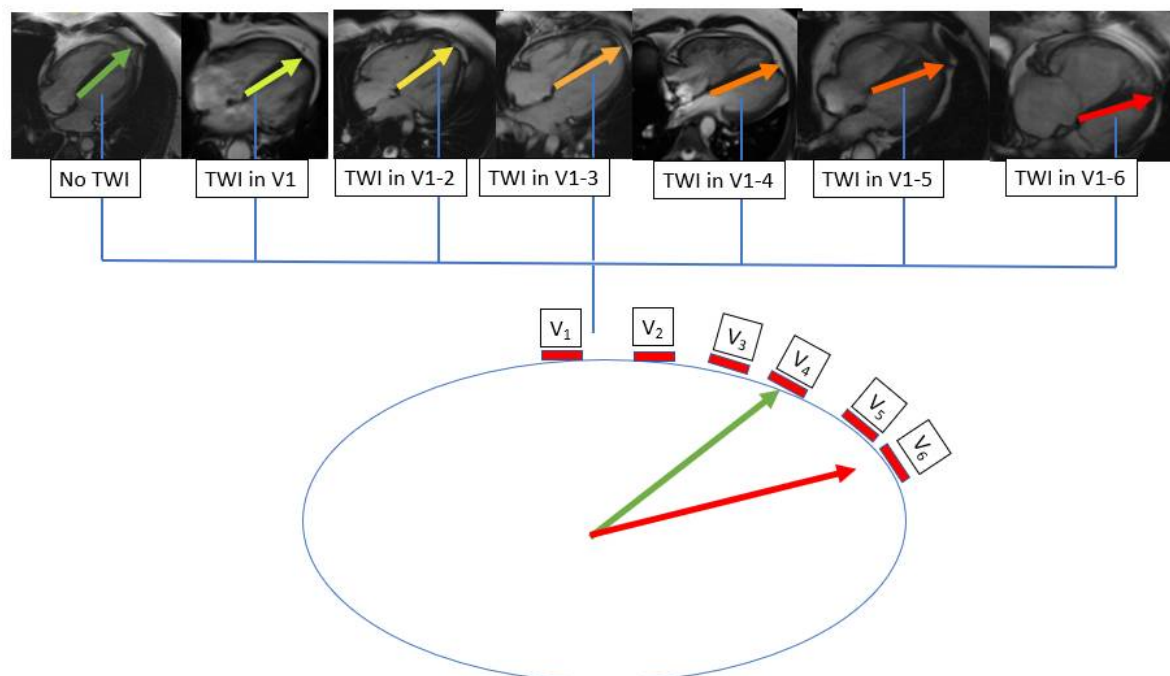 No TWI
TWI in V1
TWI in V1-2
TWI in V1-3
TWI in V1-4
TWI in V1-5
TWI in V1-6
V1
V2
V3
V4
V5
V6